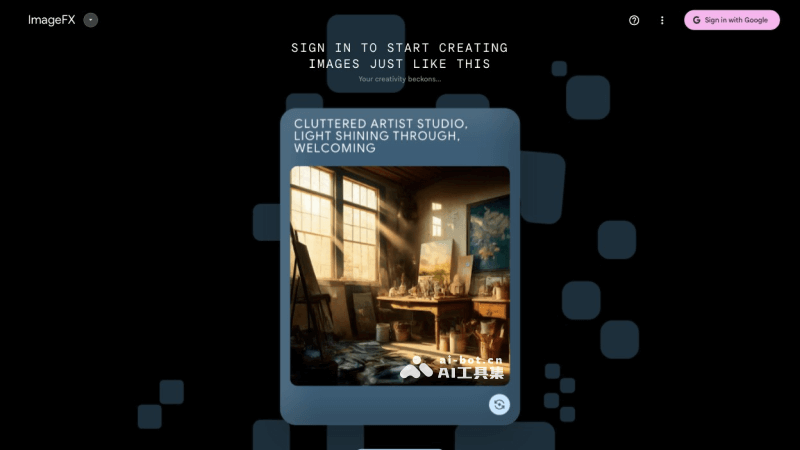 ImageFX
Sign in with Google
SIGN IN TO START CREATING
IMAGES JUST LIKE THIS
Your creativity beckons...
CLUTTERED ARTIST STUDIO,
LIGHT SHINING THROUGH,
WELCOMING
ai-bot.cn
AI工具集